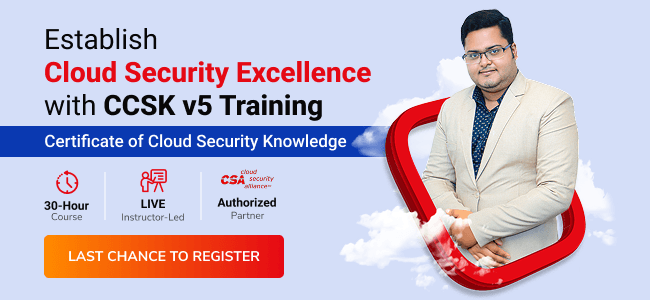 Establish
Cloud Security Excellence
with CCSK v5 Training
Certificate of Cloud Security Knowledge
30-Hour
Course
LIVE
Instructor-Led
CSA cloud security alliance
Authorized
Partner
LAST CHANCE TO REGISTER